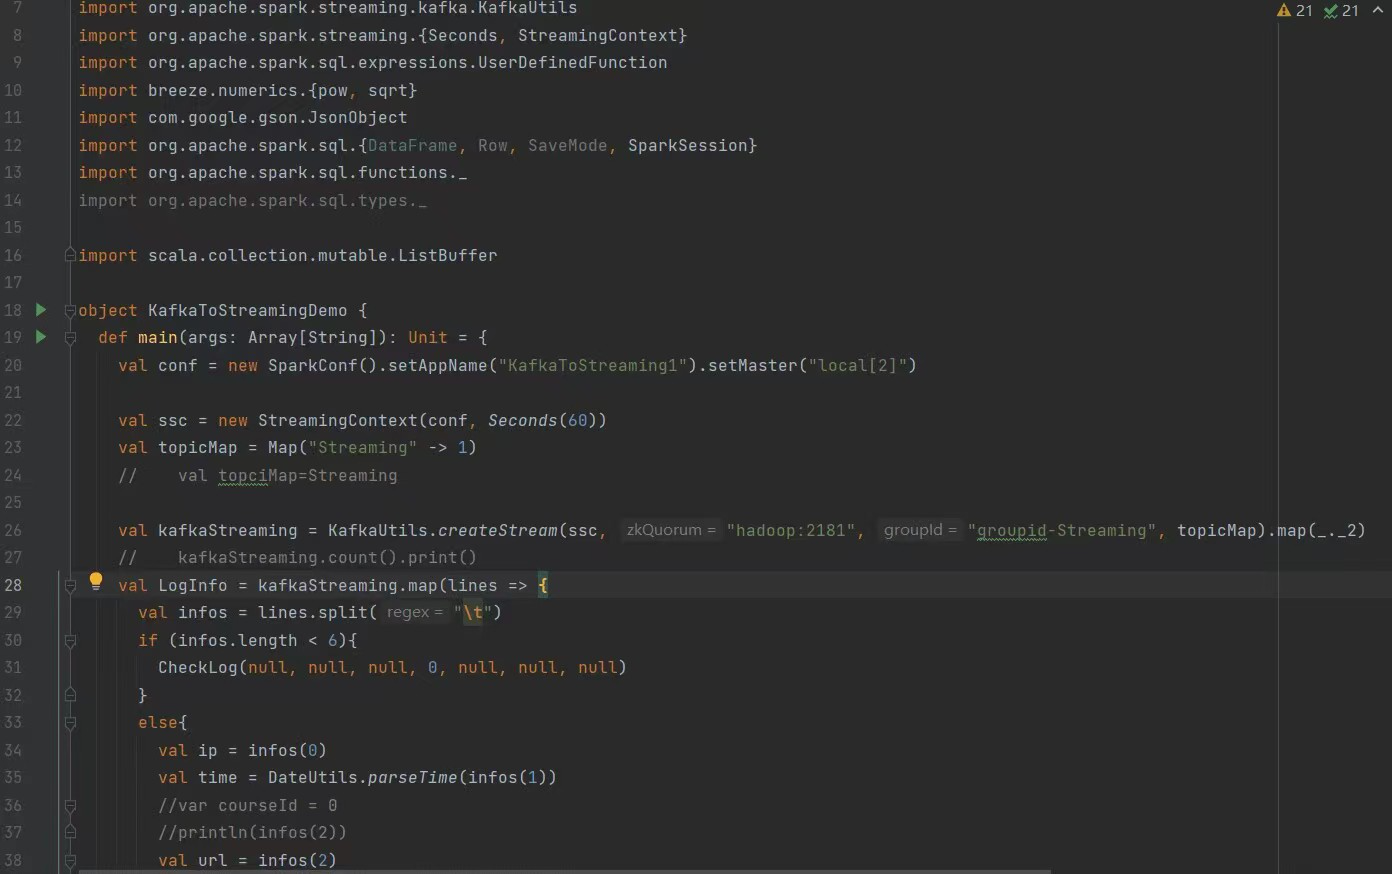 7 import org.apache.spark.streaming.kafka.KafkaUtils 21 21
8 import org.apache.spark.streaming.{Seconds, StreamingContext}
9 import org.apache.spark.sql.expressions.UserDefinedFunction
10 import breeze.numerics.{pow, sqrt}
11 import com.google.gson.JsonObject
12 import org.apache.spark.sql.{DataFrame, Row, SaveMode, SparkSession}
13 import org.apache.spark.sql.functions._
14 import org.apache.spark.sql.types._
15
16 import scala.collection.mutable.ListBuffer
17
18 object KafkaToStreamingDemo {
19 def main(args: Array[String]): Unit = {
20 val conf = new SparkConf().setAppName("KafkaToStreaming1").setMaster("local[2]")
21
22 val ssc = new StreamingContext(conf, Seconds(60))
23 val topicMap = Map("Streaming" -> 1)
24 // val topciMap=Streaming
25
26 val kafkaStreaming = KafkaUtils.createStream(ssc, zkQuorum = "hadoop:2181", groupId = "groupid-Streaming", topicMap).map(_._2)
27 // kafkaStreaming.count().print()
28 val LogInfo = kafkaStreaming.map(lines => {
29 val infos = lines.split( regex = "\t")
30 if (infos.length < 6){
31 CheckLog(null, null, null, 0, null, null, null)
32 }
33 else{
34 val ip = infos(0)
35 val time = DateUtils.parseTime(infos(1))
36 //var courseId = 0
37 //println(infos(2))
38 val url = infos(2)